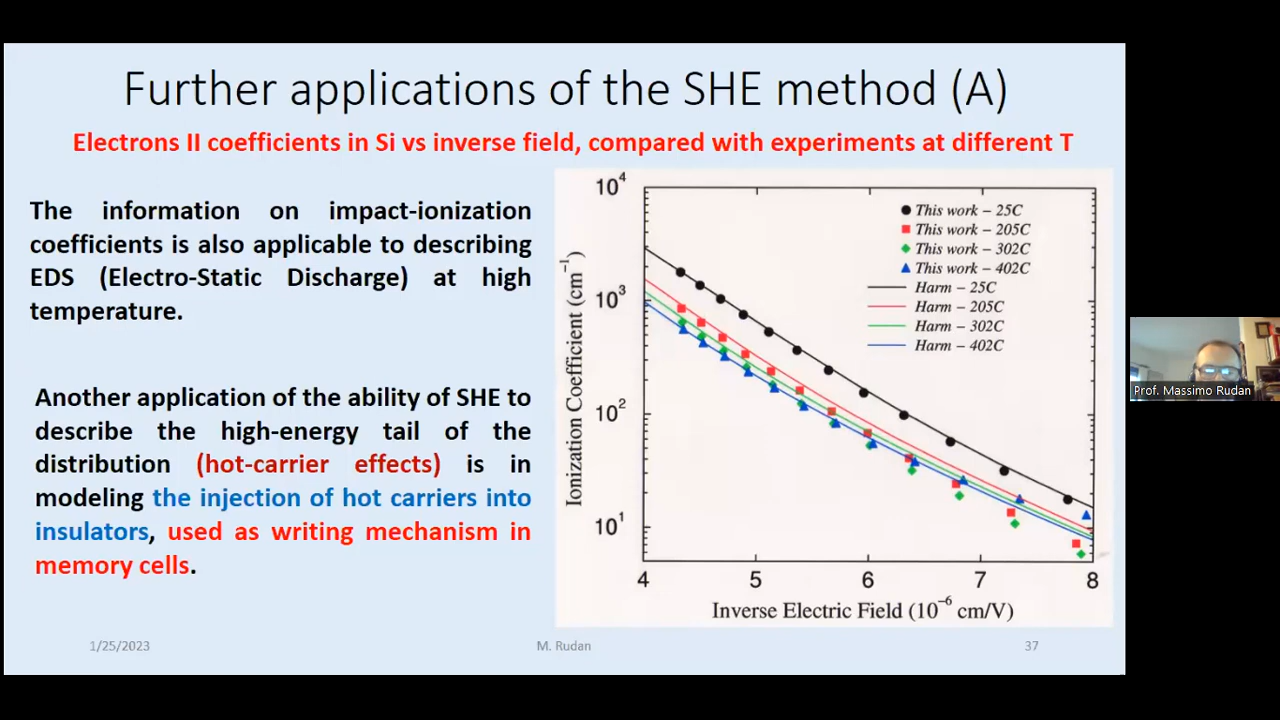 Further applications of the SHE method (A)
Electrons II coefficients in Si vs inverse field, compared with experiments at different T
The information on impact-ionization
coefficients is also applicable to describing
EDS (Electro-Static Discharge) at high
temperature.
Another application of the ability of SHE to
describe the high-energy tail of the
distribution (hot-carrier effects) is in
modeling the injection of hot carriers into
insulators, used as writing mechanism in
memory cells.
10^4
10^3
10^2
10^1
Ionization Coefficient (cm^-1)
This work – 25C
This work – 205C
This work – 302C
This work – 402C
Harm – 25C
Harm – 205C
Harm – 302C
Harm – 402C
4 5 6 7 8
Inverse Electric Field (10^-6 cm/V)
Prof. Massimo Rudan
1/25/2023
M. Rudan
37